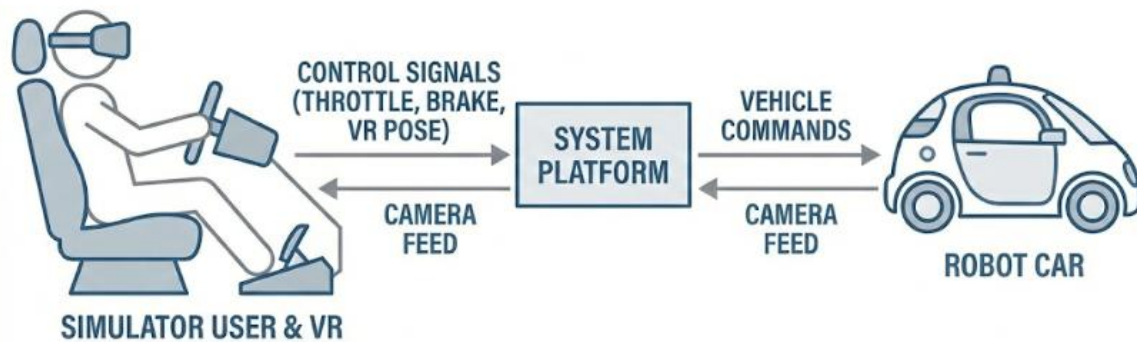 CONTROL SIGNALS
(THROTTLE, BRAKE,
VR POSE)
CAMERA
FEED
SIMULATOR USER & VR
SYSTEM
PLATFORM
VEHICLE
COMMANDS
CAMERA
FEED
ROBOT CAR